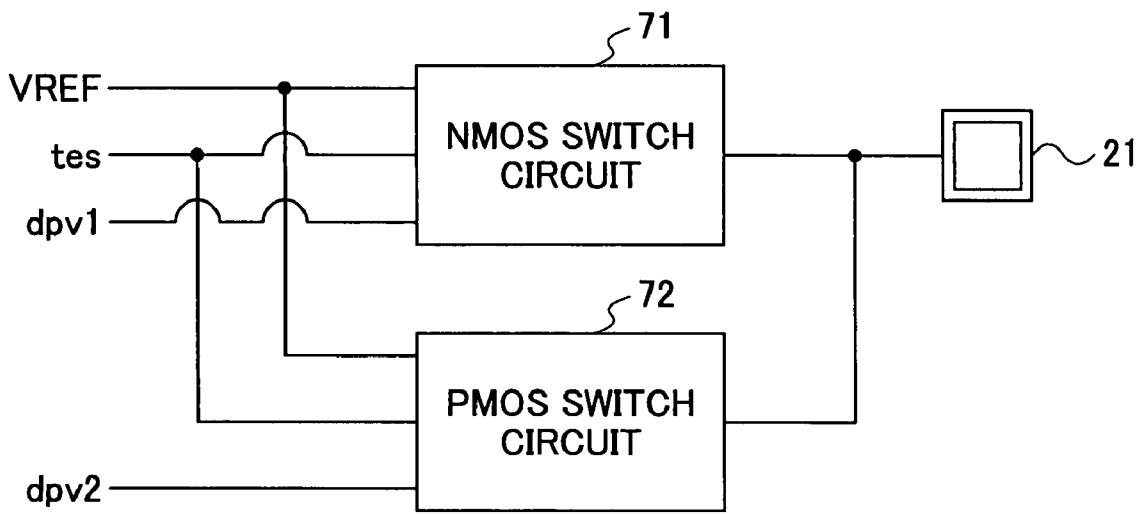 71
VREF
tes
dpv1
NMOS SWITCH
CIRCUIT
21
72
PMOS SWITCH
CIRCUIT
dpv2